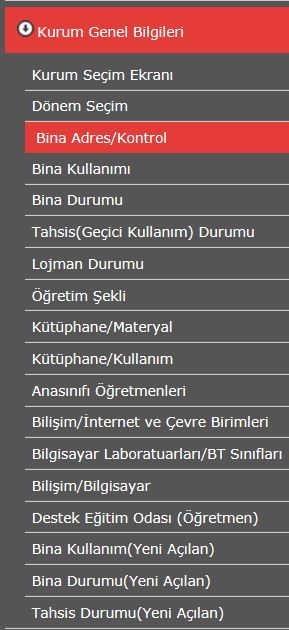 Kurum Genel Bilgileri
Kurum Seçim Ekranı
Dönem Seçim
Bina Adres/Kontrol
Bina Kullanımı
Bina Durumu
Tahsis(Geçici Kullanım) Durumu
Lojman Durumu
Öğretim Şekli
Kütüphane/Materyal
Kütüphane/Kullanım
Anasınıfı Öğretmenleri
Bilişim/İnternet ve Çevre Birimleri
Bilgisayar Laboratuarları/BT Sınıfları
Bilişim/Bilgisayar
Destek Eğitim Odası (Öğretmen)
Bina Kullanım(Yeni Açılan)
Bina Durumu(Yeni Açılan)
Tahsis Durumu(Yeni Açılan)